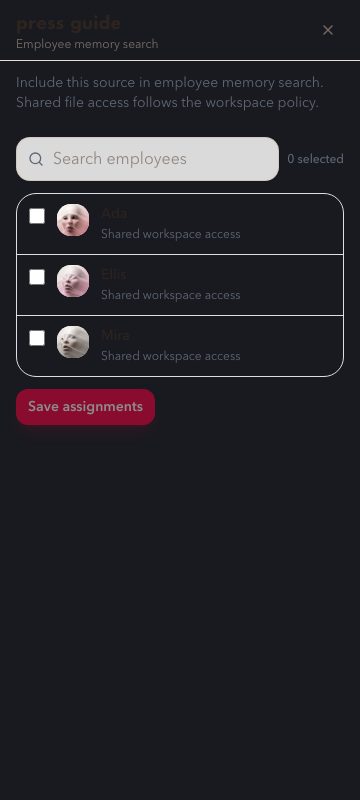 press guide
Employee memory search
Include this source in employee memory search.
Shared file access follows the workspace policy.
Search employees
0 selected
Ada
Shared workspace access
Ellis
Shared workspace access
Mira
Shared workspace access
Save assignments